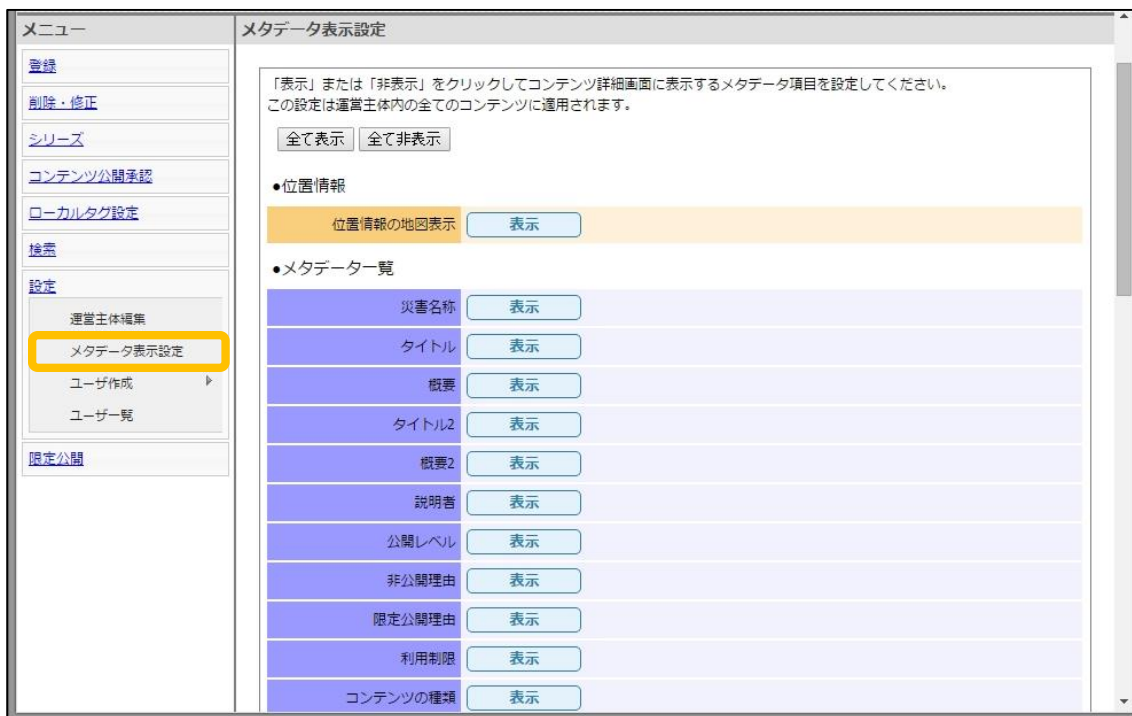 メニュー
登録
削除・修正
シリーズ
コンテンツ公開承認
ローカルタグ設定
検索
設定
運営主体編集
メタデータ表示設定
ユーザ作成
ユーザ一覧
限定公開
メタデータ表示設定
「表示」または「非表示」をクリックしてコンテンツ詳細画面に表示するメタデータ項目を設定してください。
この設定は運営主体内の全てのコンテンツに適用されます。
全て表示 全て非表示
●位置情報
位置情報の地図表示 表示
●メタデータ一覧
災害名称 表示
タイトル 表示
概要 表示
タイトル2 表示
概要2 表示
説明者 表示
公開レベル 表示
非公開理由 表示
限定公開理由 表示
利用制限 表示
コンテンツの種類 表示